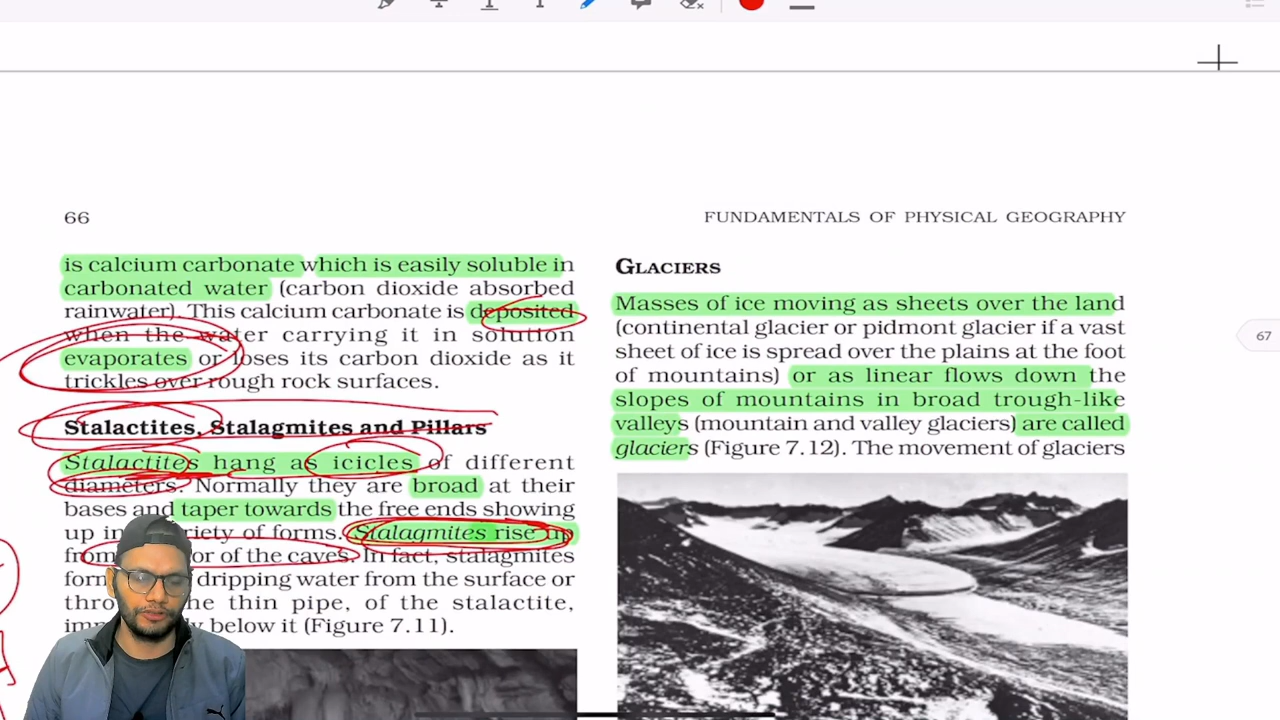 66
FUNDAMENTALS OF PHYSICAL GEOGRAPHY
is calcium carbonate which is easily soluble in
carbonated water (carbon dioxide absorbed
rainwater). This calcium carbonate is deposited
when the water carrying it in solution
evaporates or loses its carbon dioxide as it
trickles over rough rock surfaces.
Stalactites, Stalagmites and Pillars
Stalactites hang as icicles of different
diameters. Normally they are broad at their
bases and taper towards the free ends showing
up in riety of forms. Stalagmites rise up
from or of the caves. In fact, stalagmites
form dripping water from the surface or
thro he thin pipe, of the stalactite,
im y below it (Figure 7.11).
GLACIERS
Masses of ice moving as sheets over the land
(continental glacier or pidmont glacier if a vast
sheet of ice is spread over the plains at the foot
of mountains) or as linear flows down the
slopes of mountains in broad trough-like
valleys (mountain and valley glaciers) are called
glaciers (Figure 7.12). The movement of glaciers
67